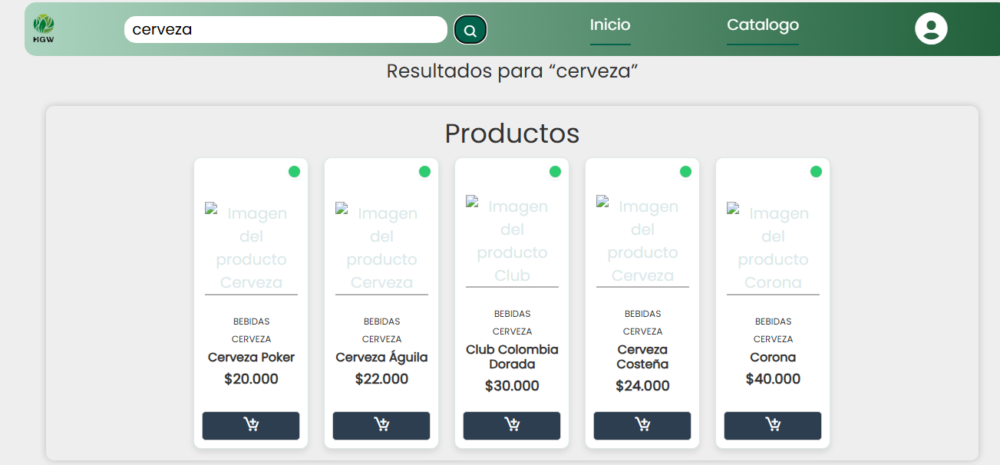 HGW
cerveza
Inicio
Catalogo
Resultados para “cerveza”
Productos
Imagen
del
producto
Cerveza
BEBIDAS
CERVEZA
Cerveza Poker
$20.000
Imagen
del
producto
Cerveza
BEBIDAS
CERVEZA
Cerveza Águila
$22.000
Imagen
del
producto
Club
BEBIDAS
CERVEZA
Club Colombia
Dorada
$30.000
Imagen
del
producto
Cerveza
BEBIDAS
CERVEZA
Cerveza
Costeña
$24.000
Imagen
del
producto
Corona
BEBIDAS
CERVEZA
Corona
$40.000